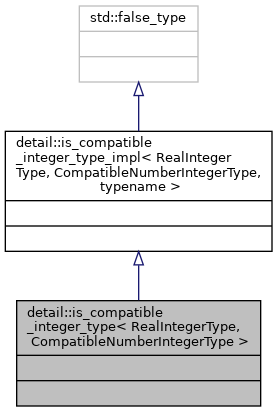 std::false_type
detail::is_compatible
_integer_type_impl< RealInteger
Type, CompatibleNumberIntegerType,
typename >
detail::is_compatible
_integer_type< RealIntegerType,
CompatibleNumberIntegerType >